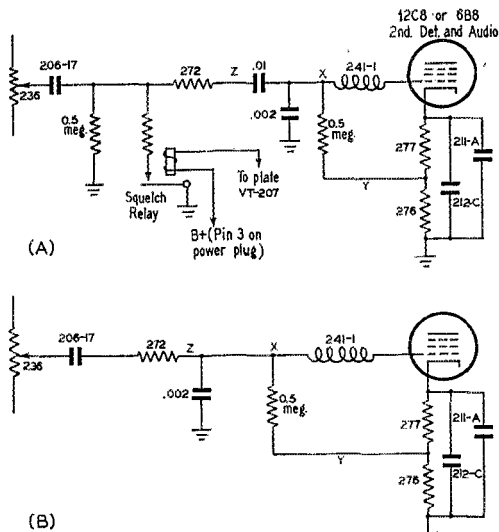 12C8 or 6B8
2nd. Det. and Audio
206-17
272
Z
.01
X
241-1
236
0.5
meg.
.002
0.5
meg.
277
211-A
Y
To plate
VT-207
Squelch
Relay
276
212-C
B+(Pin 3 on
power plug)
(A)
206-17
272
Z
X
241-1
236
.002
0.5
meg.
277
211-A
Y
276
212-C
(B)